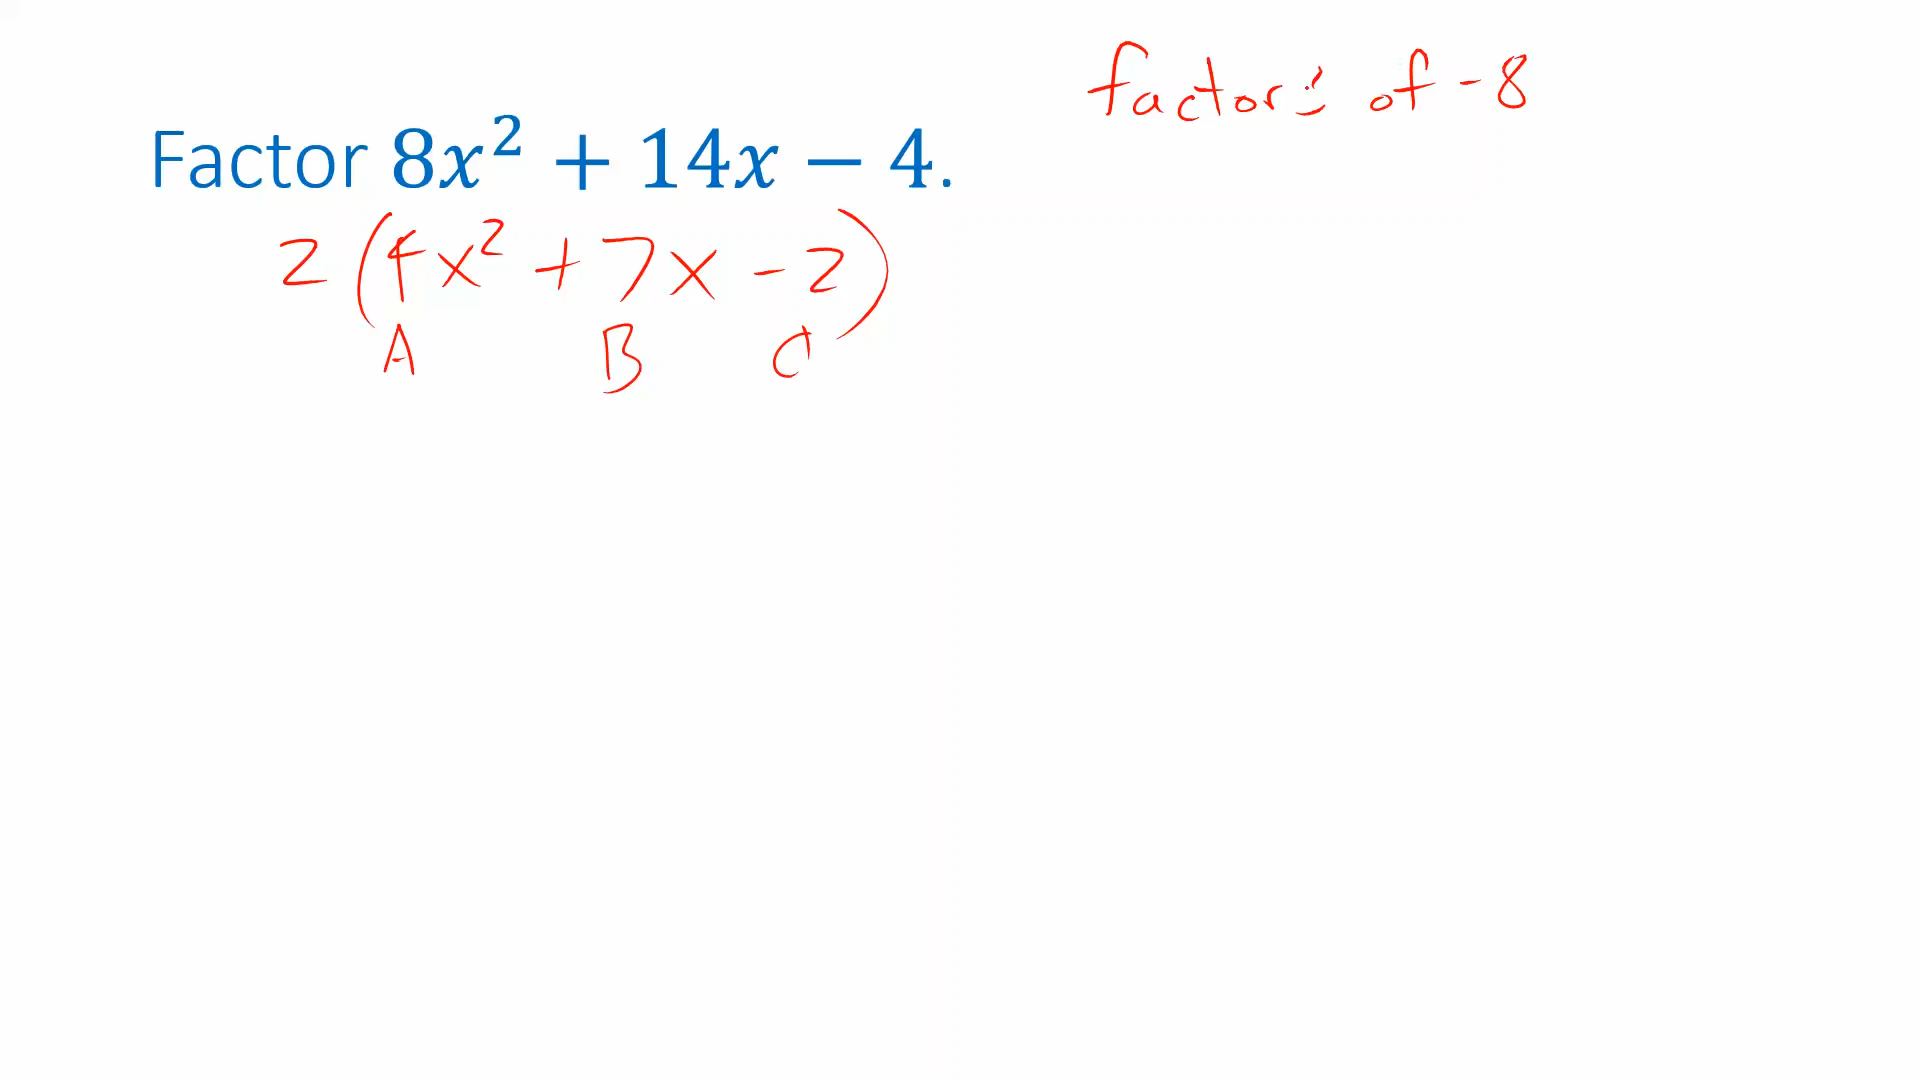 factors of -8
Factor 8x² + 14x − 4.
2(4x² + 7x - 2)
A B C